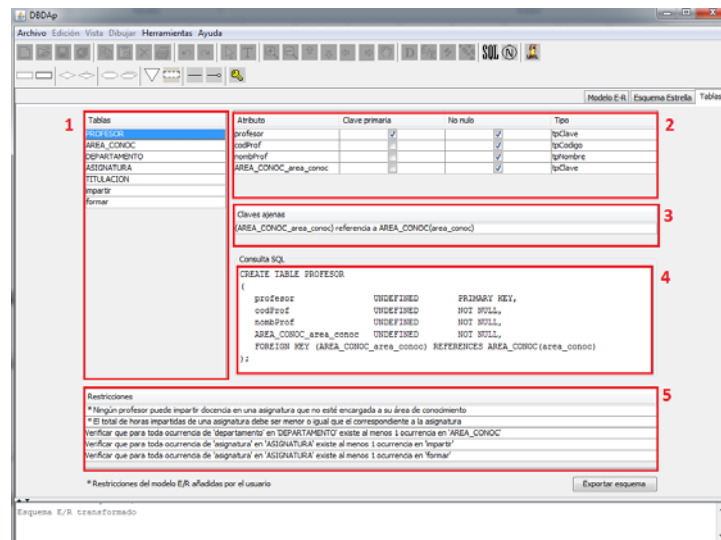 DBDAp
Archivo Edición Vista Dibujar Herramientas Ayuda
SQL
Modelo E-R Esquema Estrella Tablas
1
Tablas
PROFESOR
AREA_CONOC
DEPARTAMENTO
ASIGNATURA
TITULACION
impartir
formar
Atributo Clave primaria No nulo Tipo
profesor tpClave
codProf tpCodigo
nombProf tpNombre
AREA_CONOC_area_conoc tpClave
2
Claves ajenas
(AREA_CONOC_area_conoc) referencia a AREA_CONOC(area_conoc)
3
Consulta SQL
CREATE TABLE PROFESOR
(
profesor UNDEFINED PRIMARY KEY,
codProf UNDEFINED NOT NULL,
nombProf UNDEFINED NOT NULL,
AREA_CONOC_area_conoc UNDEFINED NOT NULL,
FOREIGN KEY (AREA_CONOC_area_conoc) REFERENCES AREA_CONOC(area_conoc)
);
4
Restricciones
* Ningún profesor puede impartir docencia en una asignatura que no esté encargada a su área de conocimiento
* El total de horas impartidas de una asignatura debe ser menor o igual que el correspondiente a la asignatura
Verificar que para toda ocurrencia de 'departamento' en 'DEPARTAMENTO' existe al menos 1 ocurrencia en 'AREA_CONOC'
Verificar que para toda ocurrencia de 'asignatura' en 'ASIGNATURA' existe al menos 1 ocurrencia en 'impartir'
Verificar que para toda ocurrencia de 'asignatura' en 'ASIGNATURA' existe al menos 1 ocurrencia en 'formar'
5
* Restricciones del modelo E/R añadidas por el usuario
Exportar esquema
Esquema E/R transformado